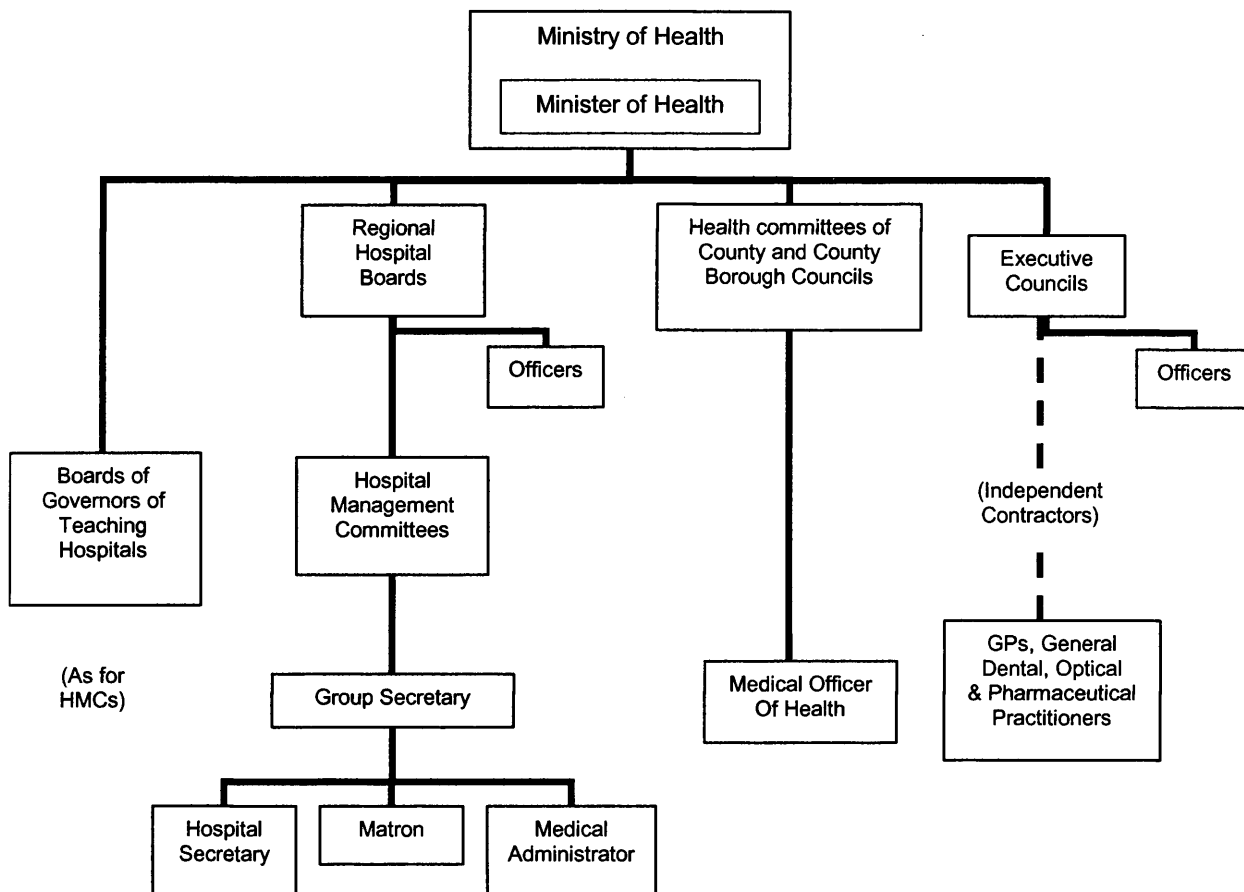 Ministry of Health
Minister of Health
Regional
Hospital
Boards
Health committees of
County and County
Borough Councils
Executive
Councils
Officers
Officers
Boards of
Governors of
Teaching
Hospitals
Hospital
Management
Committees
(Independent
Contractors)
(As for
HMCs)
Group Secretary
Medical Officer
Of Health
GPs, General
Dental, Optical
& Pharmaceutical
Practitioners
Hospital
Secretary
Matron
Medical
Administrator